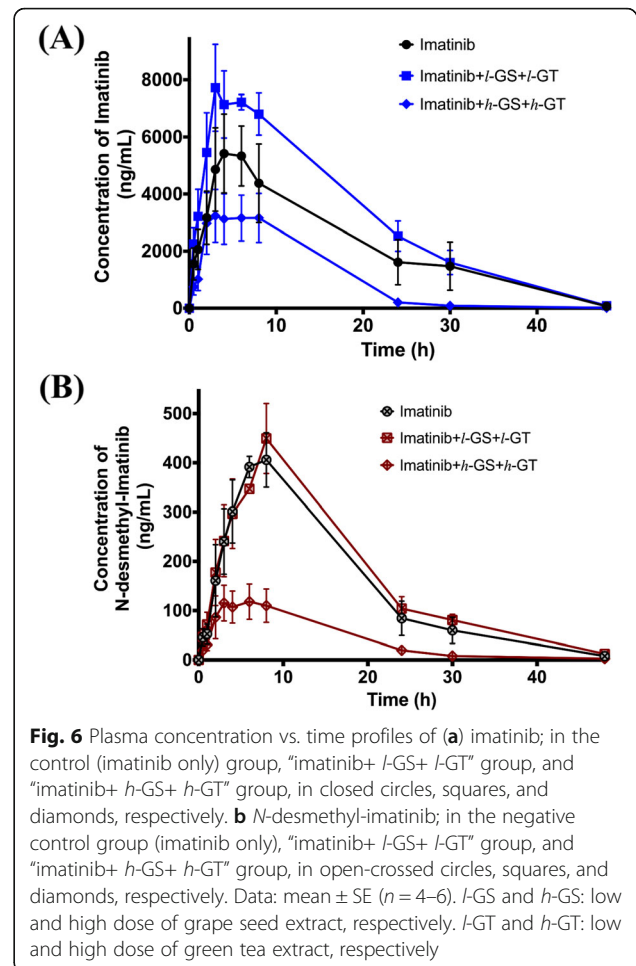 (A)
Concentration of Imatinib
(ng/mL)
8000
6000
4000
2000
0
Imatinib
Imatinib+l-GS+l-GT
Imatinib+h-GS+h-GT
0 10 20 30 40
Time (h)
(B)
Concentration of
N-desmethyl-Imatinib
(ng/mL)
500
400
300
200
100
0
Imatinib
Imatinib+l-GS+l-GT
Imatinib+h-GS+h-GT
0 10 20 30 40
Time (h)
Fig. 6 Plasma concentration vs. time profiles of (a) imatinib; in the
control (imatinib only) group, “imatinib+ l-GS+ l-GT” group, and
“imatinib+ h-GS+ h-GT” group, in closed circles, squares, and
diamonds, respectively. b N-desmethyl-imatinib; in the negative
control group (imatinib only), “imatinib+ l-GS+ l-GT” group, and
“imatinib+ h-GS+ h-GT” group, in open-crossed circles, squares, and
diamonds, respectively. Data: mean ± SE (n = 4–6). l-GS and h-GS: low
and high dose of grape seed extract, respectively. l-GT and h-GT: low
and high dose of green tea extract, respectively